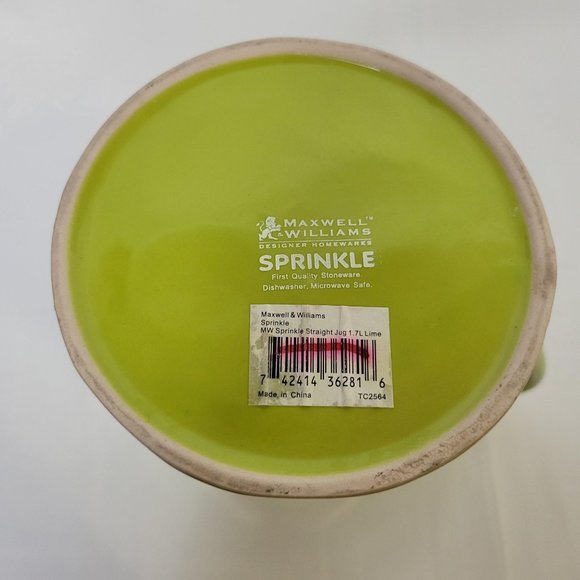 MAXWELL™
& WILLIAMS
DESIGNER HOMEWARES
SPRINKLE
First Quality Stoneware
Dishwasher, Microwave Safe.
Maxwell & Williams
Sprinkle
MW Sprinkle Straight Jug 1.7L Lime
7 42414 36281 6
Made in China TC2564